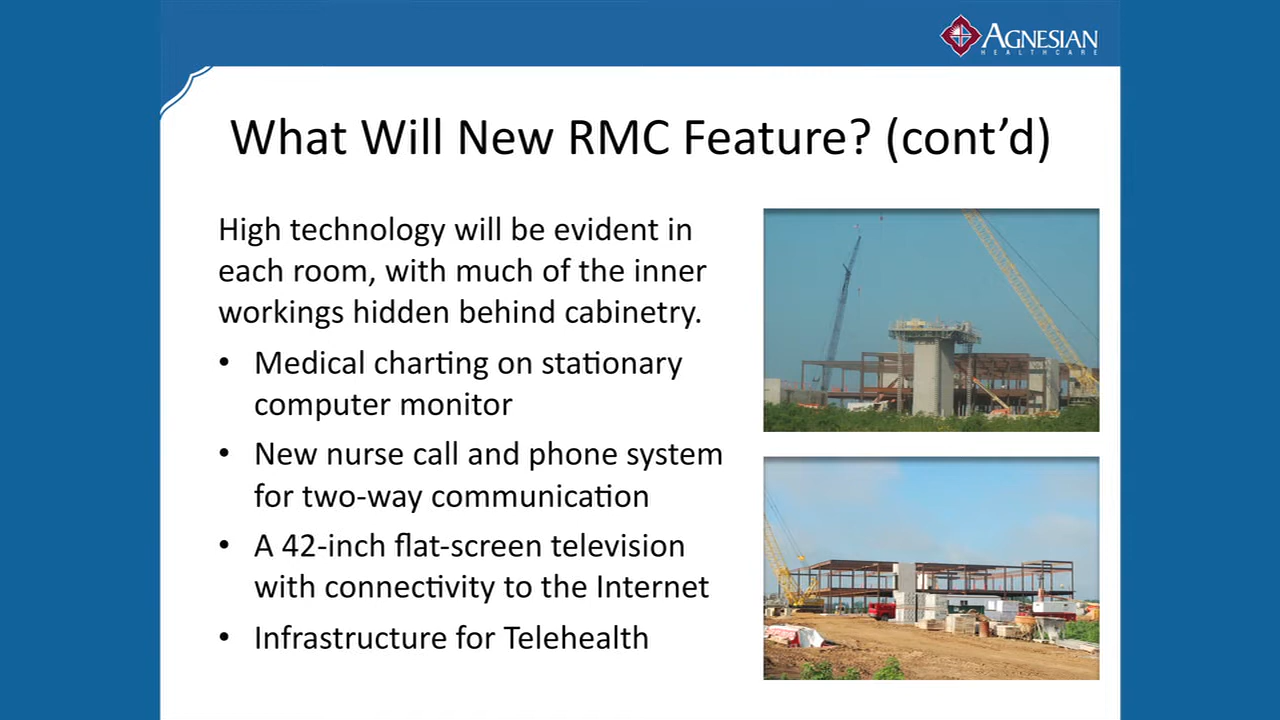 AGNESIAN
HEALTHCARE
What Will New RMC Feature? (cont’d)
High technology will be evident in
each room, with much of the inner
workings hidden behind cabinetry.
• Medical charting on stationary
computer monitor
• New nurse call and phone system
for two-way communication
• A 42-inch flat-screen television
with connectivity to the Internet
• Infrastructure for Telehealth